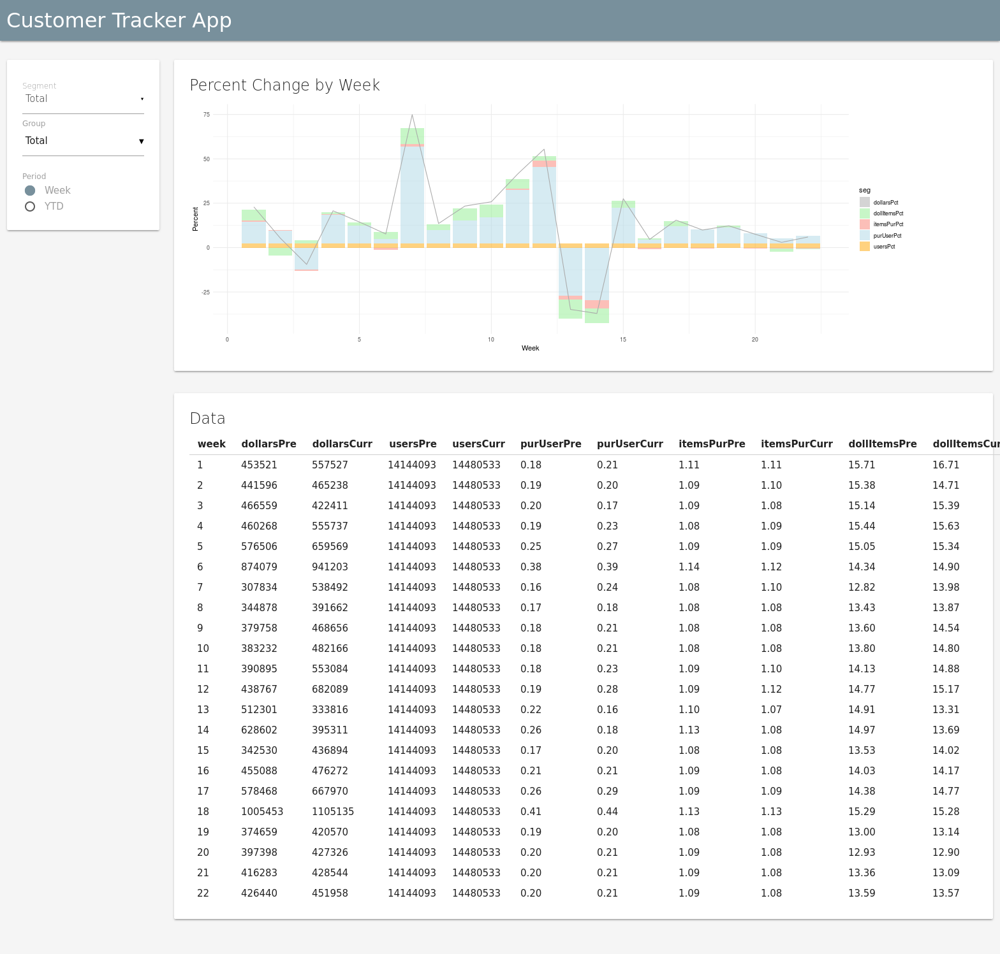 Customer Tracker App
Segment
Total
Group
Total
Period
Week
YTD
Percent Change by Week
75
50
25
0
-25
Percent
0 5 10 15 20
Week
seg
dollarsPct
dollItemsPct
itemsPurPct
purUserPct
usersPct
Data
week dollarsPre dollarsCurr usersPre usersCurr purUserPre purUserCurr itemsPurPre itemsPurCurr dollItemsPre dollItemsCur
1 453521 557527 14144093 14480533 0.18 0.21 1.11 1.11 15.71 16.71
2 441596 465238 14144093 14480533 0.19 0.20 1.09 1.10 15.38 14.71
3 466559 422411 14144093 14480533 0.20 0.17 1.09 1.08 15.14 15.39
4 460268 555737 14144093 14480533 0.19 0.23 1.08 1.09 15.44 15.63
5 576506 659569 14144093 14480533 0.25 0.27 1.09 1.09 15.05 15.34
6 874079 941203 14144093 14480533 0.38 0.39 1.14 1.12 14.34 14.90
7 307834 538492 14144093 14480533 0.16 0.24 1.08 1.10 12.82 13.98
8 344878 391662 14144093 14480533 0.17 0.18 1.08 1.08 13.43 13.87
9 379758 468656 14144093 14480533 0.18 0.21 1.08 1.08 13.60 14.54
10 383232 482166 14144093 14480533 0.18 0.21 1.08 1.08 13.80 14.80
11 390895 553084 14144093 14480533 0.18 0.23 1.09 1.10 14.13 14.88
12 438767 682089 14144093 14480533 0.19 0.28 1.09 1.12 14.77 15.17
13 512301 333816 14144093 14480533 0.22 0.16 1.10 1.07 14.91 13.31
14 628602 395311 14144093 14480533 0.26 0.18 1.13 1.08 14.97 13.69
15 342530 436894 14144093 14480533 0.17 0.20 1.08 1.08 13.53 14.02
16 455088 476272 14144093 14480533 0.21 0.21 1.09 1.08 14.03 14.17
17 578468 667970 14144093 14480533 0.26 0.29 1.09 1.09 14.38 14.77
18 1005453 1105135 14144093 14480533 0.41 0.44 1.13 1.13 15.29 15.28
19 374659 420570 14144093 14480533 0.19 0.20 1.08 1.08 13.00 13.14
20 397398 427326 14144093 14480533 0.20 0.21 1.09 1.08 12.93 12.90
21 416283 428544 14144093 14480533 0.20 0.21 1.09 1.08 13.36 13.09
22 426440 451958 14144093 14480533 0.20 0.21 1.09 1.08 13.59 13.57